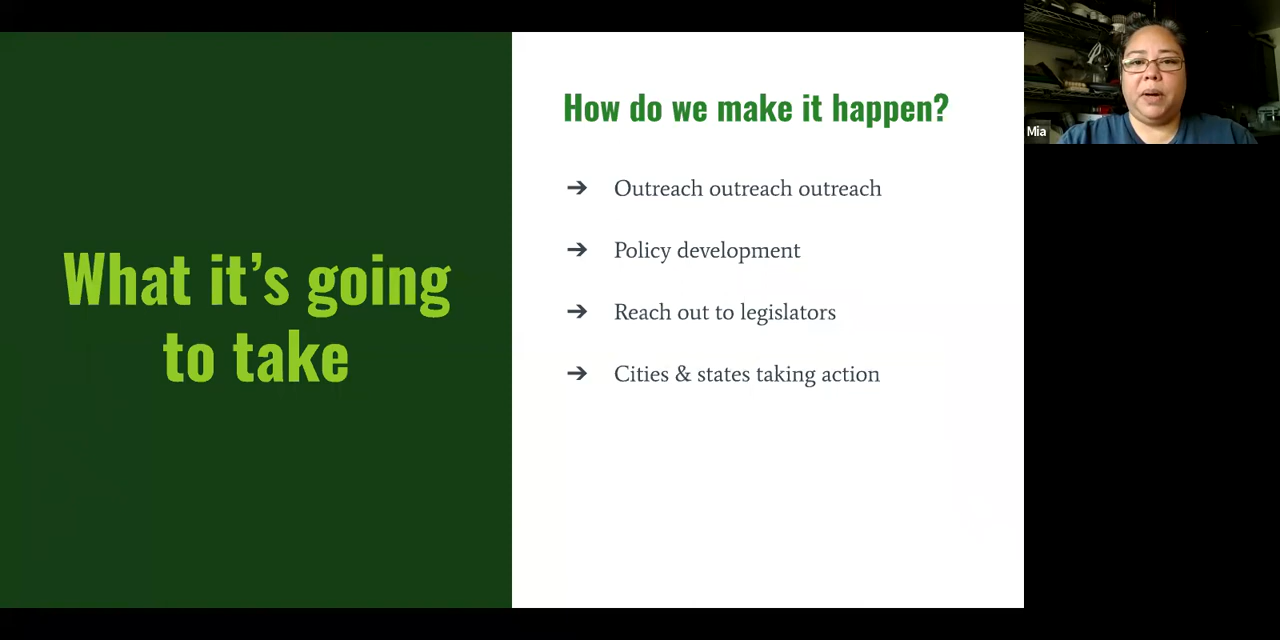 What it’s going
to take
How do we make it happen?
➔ Outreach outreach outreach
➔ Policy development
➔ Reach out to legislators
➔ Cities & states taking action
Mia